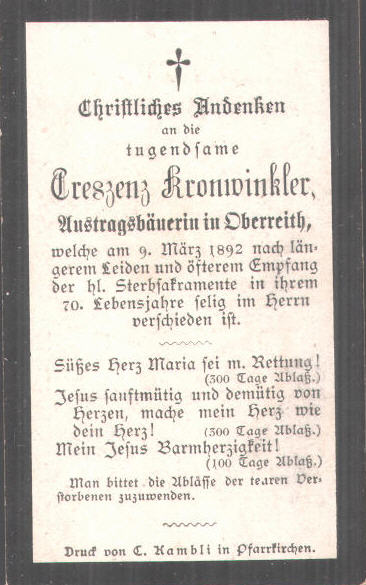 Christliches Andenken
an die
tugendsame
Creszenz Kronwinkler,
Austragsbäuerin in Oberreith,
welche am 9. März 1892 nach län-
gerem Leiden und öfterem Empfang
der hl. Sterbsakramente in ihrem
70. Lebensjahre selig im Herrn
verschieden ist.
Süßes Herz Maria sei m. Rettung!
(300 Tage Ablaß.)
Jesus sanftmütig und demütig von
Herzen, mache mein Herz wie
dein Herz! (300 Tage Ablaß.)
Mein Jesus Barmherzigkeit!
(100 Tage Ablaß.)
Man bittet die Ablässe der tearen Ver-
storbenen zuzuwenden.
Druck von C. Kambli in Pfarrkirchen.